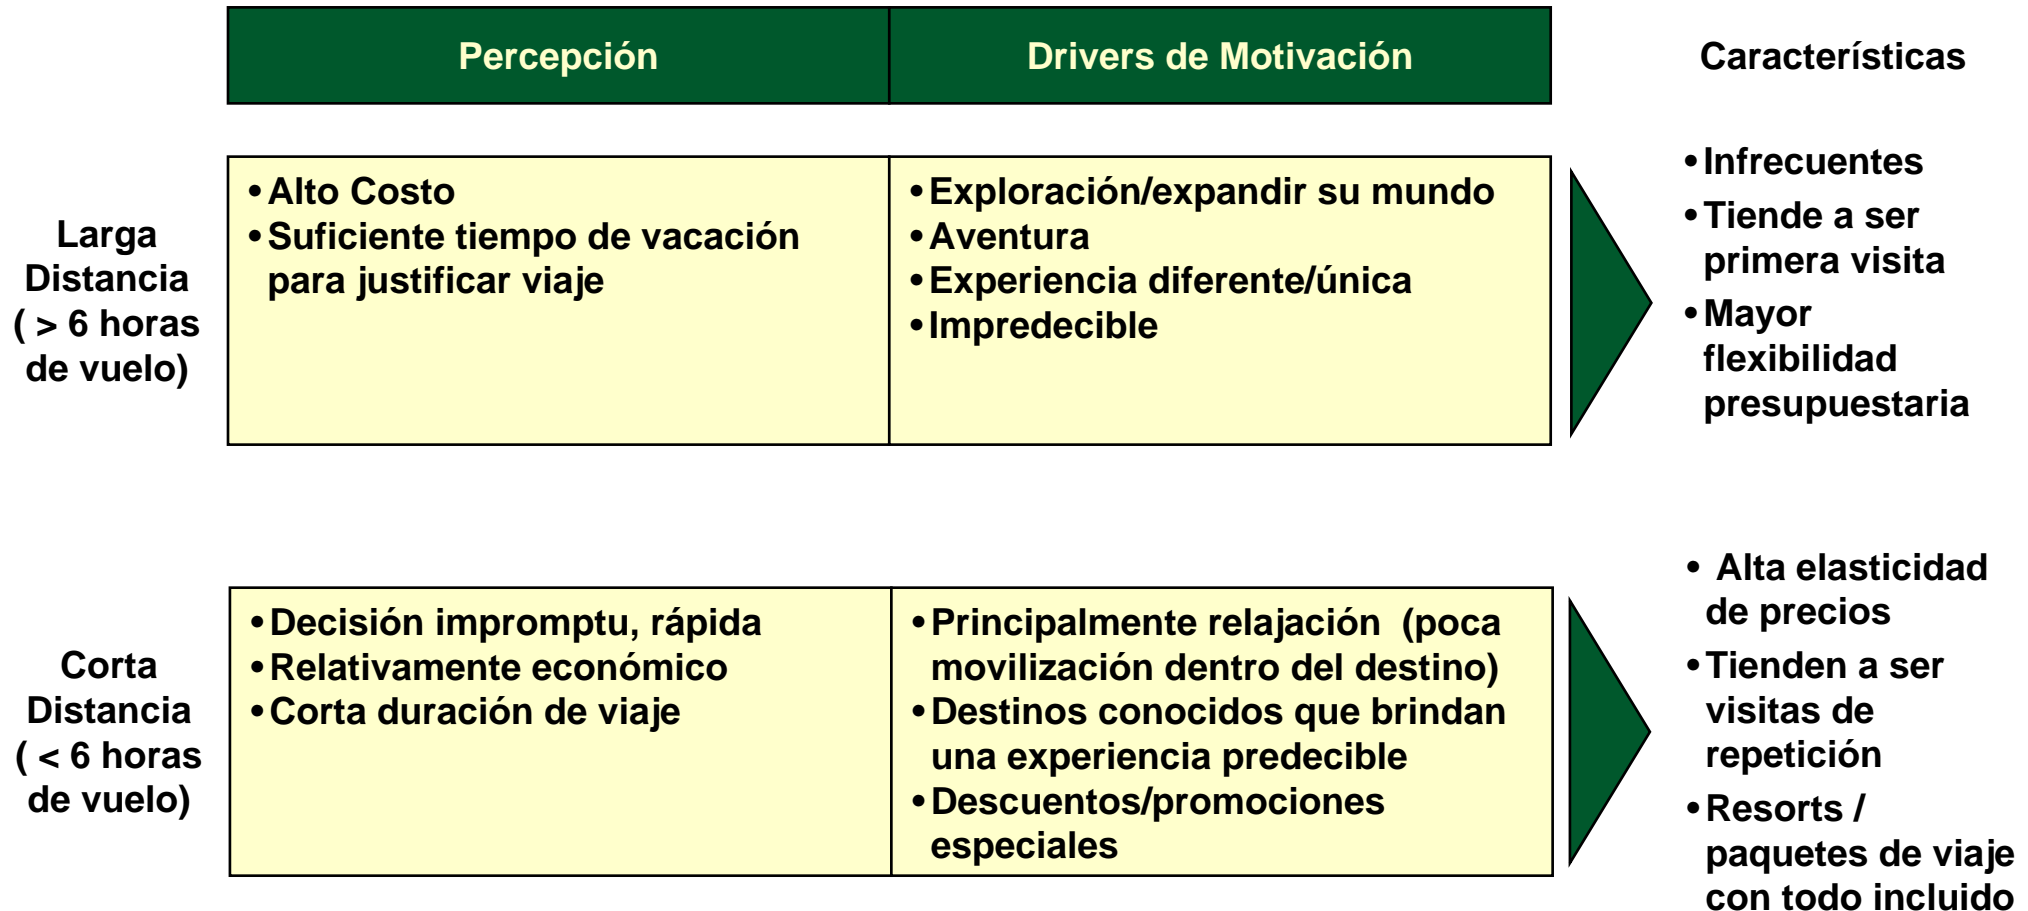 Percepción
Drivers de Motivación
Características
Larga
Distancia
( > 6 horas
de vuelo)
•Alto Costo
•Suficiente tiempo de vacación
para justificar viaje
•Exploración/expandir su mundo
•Aventura
•Experiencia diferente/única
•Impredecible
•Infrecuentes
•Tiende a ser
primera visita
•Mayor
flexibilidad
presupuestaria
Corta
Distancia
( < 6 horas
de vuelo)
•Decisión impromptu, rápida
•Relativamente económico
•Corta duración de viaje
•Principalmente relajación (poca
movilización dentro del destino)
•Destinos conocidos que brindan
una experiencia predecible
•Descuentos/promociones
especiales
• Alta elasticidad
de precios
•Tienden a ser
visitas de
repetición
•Resorts /
paquetes de viaje
con todo incluido